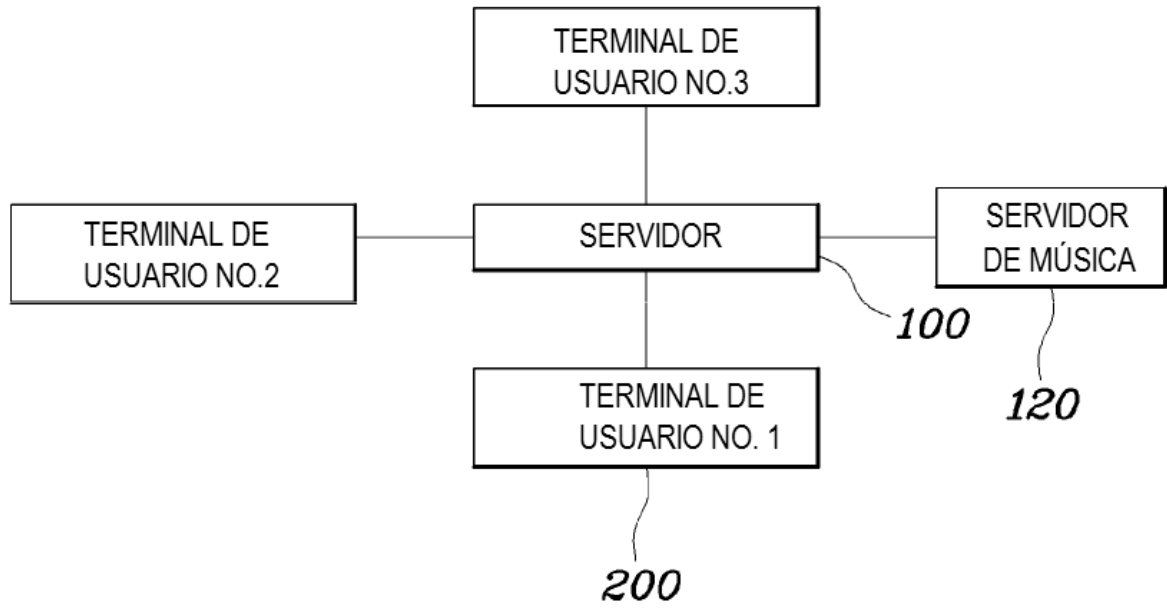 TERMINAL DE
USUARIO NO.3
TERMINAL DE
USUARIO NO.2
SERVIDOR
SERVIDOR
DE MÚSICA
100
120
TERMINAL DE
USUARIO NO. 1
200